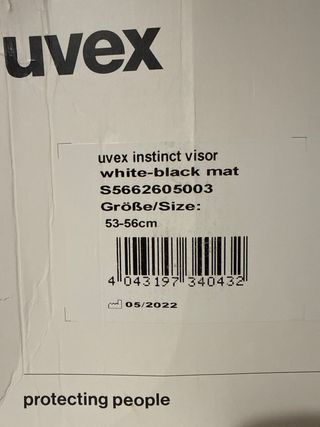 uvex
uvex instinct visor
white-black mat
S5662605003
Größe/Size:
53-56cm
4 043197 340432
05/2022
protecting people